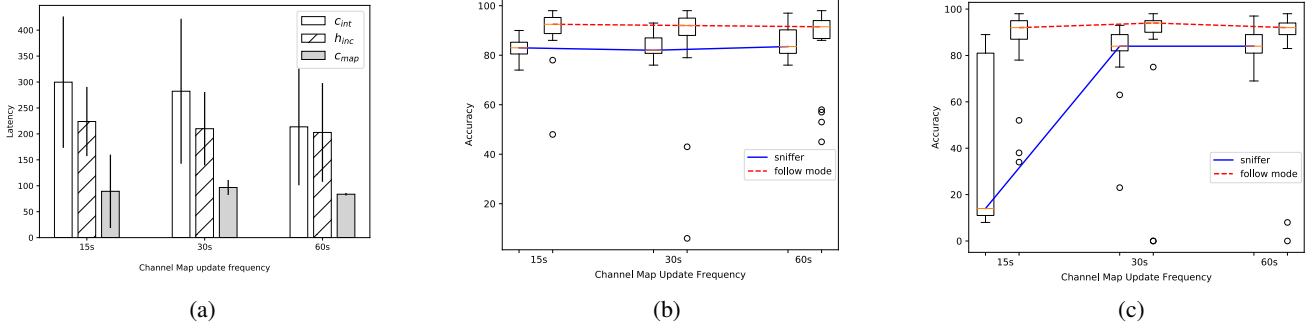 400
350
300
250
200
150
100
50
0
Latency
c_int
h_inc
c_map
15s
30s
60s
Channel Map update frequency
(a)
100
80
60
40
20
Accuracy
sniffer
follow mode
15s
30s
60s
Channel Map Update Frequency
(b)
100
80
60
40
20
0
Accuracy
sniffer
follow mode
15s
30s
60s
Channel Map Update Frequency
(c)